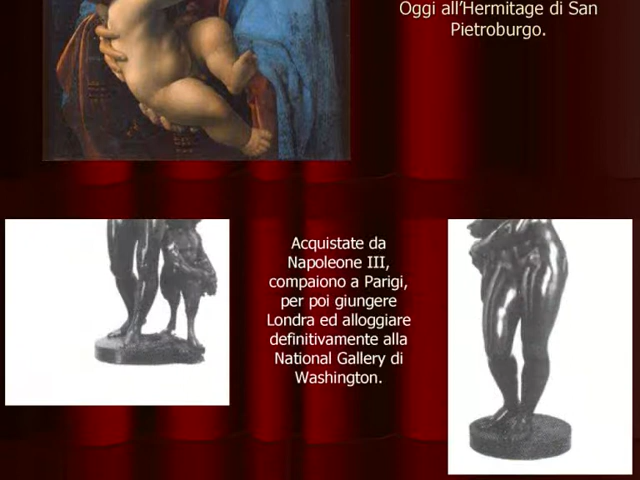 Oggi all'Hermitage di San
Pietroburgo.
Acquistate da
Napoleone III,
compaiono a Parigi,
per poi giungere
Londra ed alloggiare
definitivamente alla
National Gallery di
Washington.